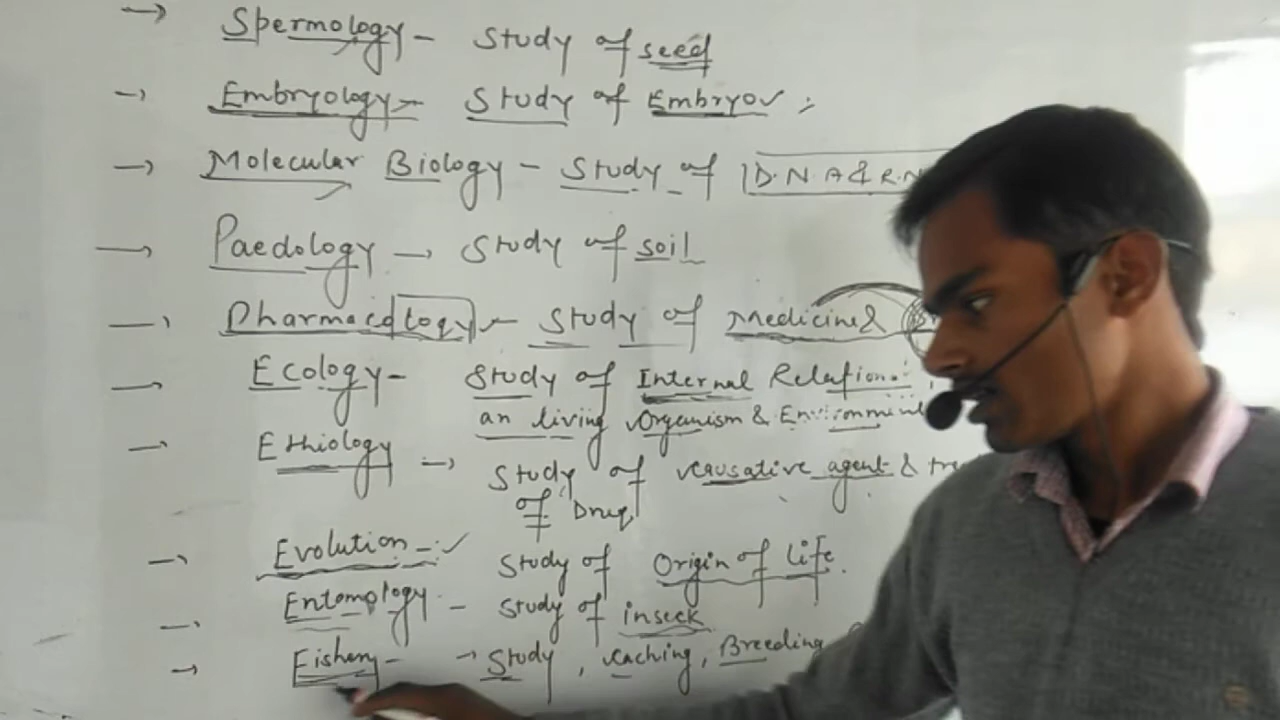 → Spermology - Study of seed
→ Embryology - Study of Embryo
→ Molecular Biology - Study of D.N.A & R.N
→ Paedology → Study of soil
→ Pharmacology - Study of Medicine &
→ Ecology - Study of Internal Relation
an living Organism & Environment
→ Ethiology → Study of causative agent &
of Drug
→ Evolution - Study of Origin of life.
→ Entomology - Study of inseck
→ Fishery - → Study, caching, Breeding